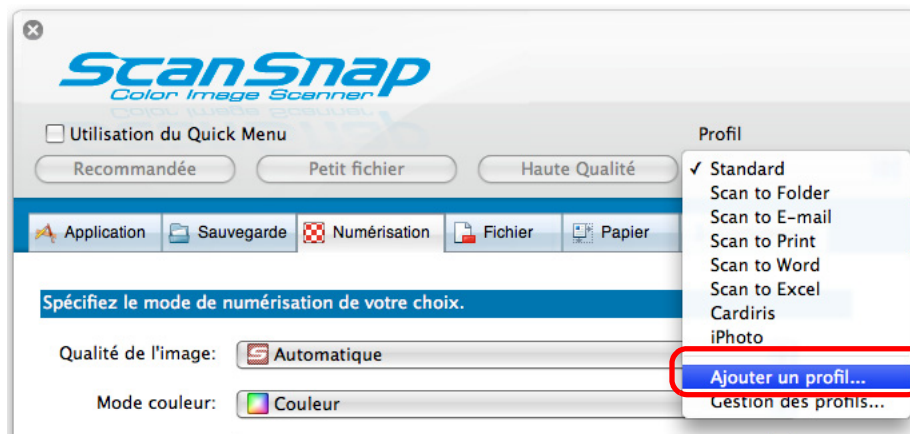 ScanSnap
Color Image Scanner
Utilisation du Quick Menu
Profil
Recommandée
Petit fichier
Haute Qualité
✓ Standard
Scan to Folder
Scan to E-mail
Scan to Print
Scan to Word
Scan to Excel
Cardiris
iPhoto
Ajouter un profil...
Gestion des profils...
Application
Sauvegarde
Numérisation
Fichier
Papier
Spécifiez le mode de numérisation de votre choix.
Qualité de l'image:
Automatique
Mode couleur:
Couleur